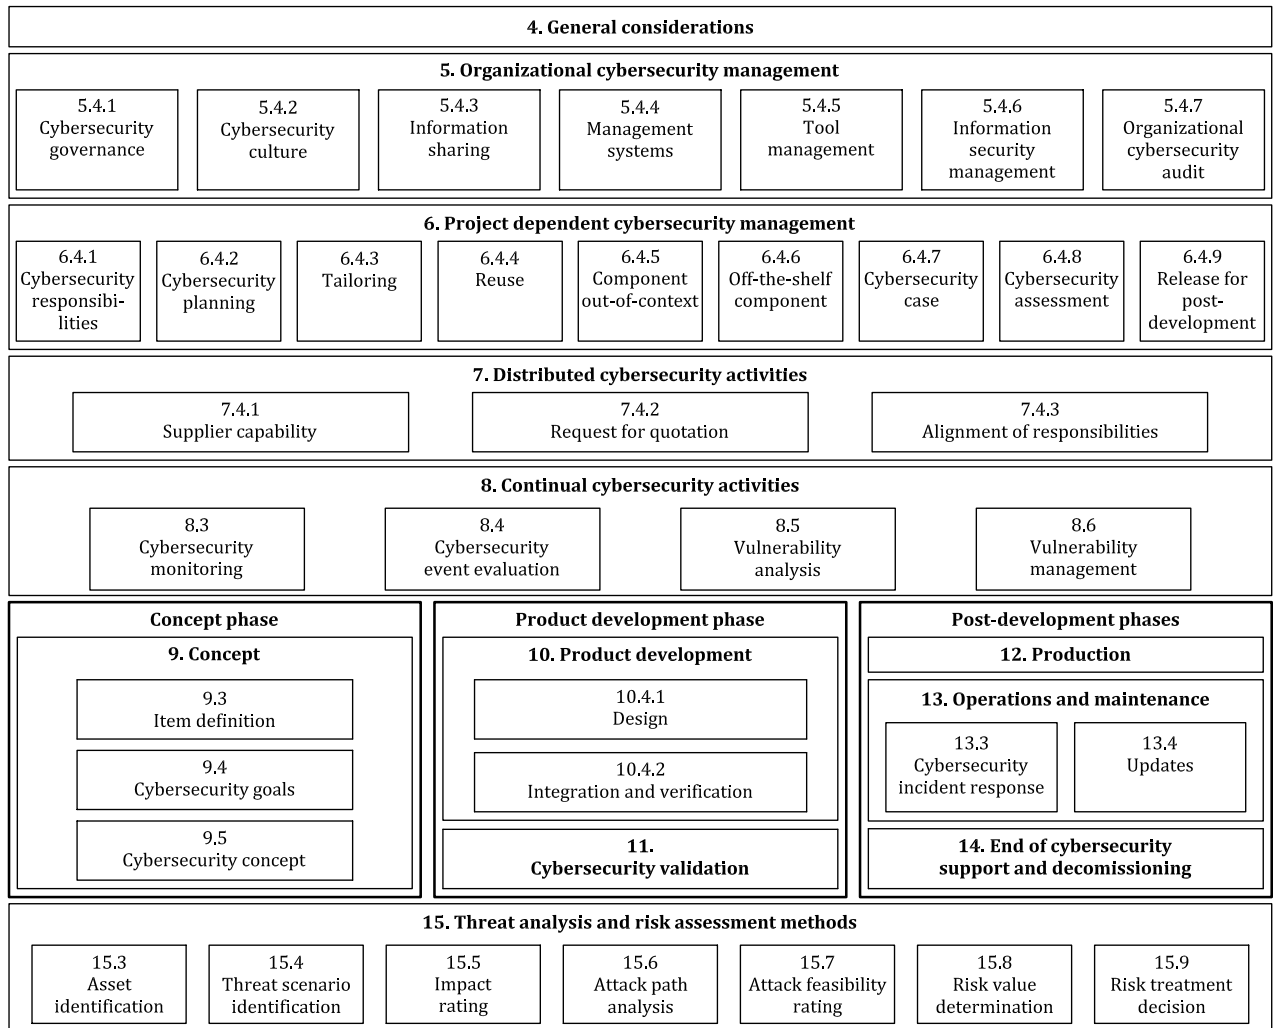 4. General considerations
5. Organizational cybersecurity management
5.4.1
Cybersecurity
governance
5.4.2
Cybersecurity
culture
5.4.3
Information
sharing
5.4.4
Management
systems
5.4.5
Tool
management
5.4.6
Information
security
management
5.4.7
Organizational
cybersecurity
audit
6. Project dependent cybersecurity management
6.4.1
Cybersecurity
responsibi-
lities
6.4.2
Cybersecurity
planning
6.4.3
Tailoring
6.4.4
Reuse
6.4.5
Component
out-of-context
6.4.6
Off-the-shelf
component
6.4.7
Cybersecurity
case
6.4.8
Cybersecurity
assessment
6.4.9
Release for
post-
development
7. Distributed cybersecurity activities
7.4.1
Supplier capability
7.4.2
Request for quotation
7.4.3
Alignment of responsibilities
8. Continual cybersecurity activities
8.3
Cybersecurity
monitoring
8.4
Cybersecurity
event evaluation
8.5
Vulnerability
analysis
8.6
Vulnerability
management
Concept phase
9. Concept
9.3
Item definition
9.4
Cybersecurity goals
9.5
Cybersecurity concept
Product development phase
10. Product development
10.4.1
Design
10.4.2
Integration and verification
11.
Cybersecurity validation
Post-development phases
12. Production
13. Operations and maintenance
13.3
Cybersecurity
incident response
13.4
Updates
14. End of cybersecurity
support and decomissioning
15. Threat analysis and risk assessment methods
15.3
Asset
identification
15.4
Threat scenario
identification
15.5
Impact
rating
15.6
Attack path
analysis
15.7
Attack feasibility
rating
15.8
Risk value
determination
15.9
Risk treatment
decision